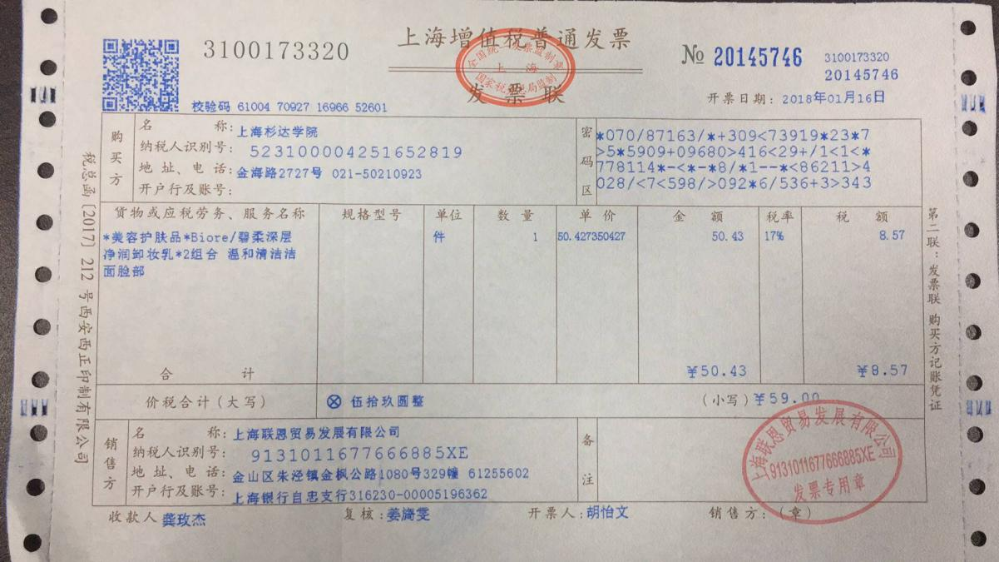 3100173320
上海增值税普通发票
发票联
全国统一发票监制章
上海
国家税务总局监制
№ 20145746
3100173320
20145746
校验码 61004 70927 16966 52601
开票日期: 2018年01月16日
购买方
名称: 上海杉达学院
纳税人识别号: 523100004251652819
地址、电话: 金海路2727号 021-50210923
开户行及账号:
密码区
*070/87163/*+309<73919*23*7
>5*5909+09680>416<29+/1<1<*
778114*-<*-*8/*1--*<86211>4
028/<7<598/>092*6/536+3>343
货物或应税劳务、服务名称 规格型号 单位 数量 单价 金额 税率 税额
*美容护肤品*Biore/碧柔深层 件 1 50.427350427 50.43 17% 8.57
净润卸妆乳*2组合 温和清洁洁
面脸部
合计 ¥50.43 ¥8.57
价税合计(大写) ⊗ 伍拾玖圆整 (小写) ¥59.00
销售方
名称: 上海联恩贸易发展有限公司
纳税人识别号: 9131011677666885XE
地址、电话: 金山区朱泾镇金枫公路1080号329幢 61255602
开户行及账号: 上海银行自忠支行316230-00005196362
备注
上海联恩贸易发展有限公司
9131011677666885XE
发票专用章
收款人 龚玫杰 复核: 姜漪雯 开票人: 胡怡文 销售方: (章)
税总函[2017]212号西安西正印制有限公司
第二联: 发票联 购买方记账凭证